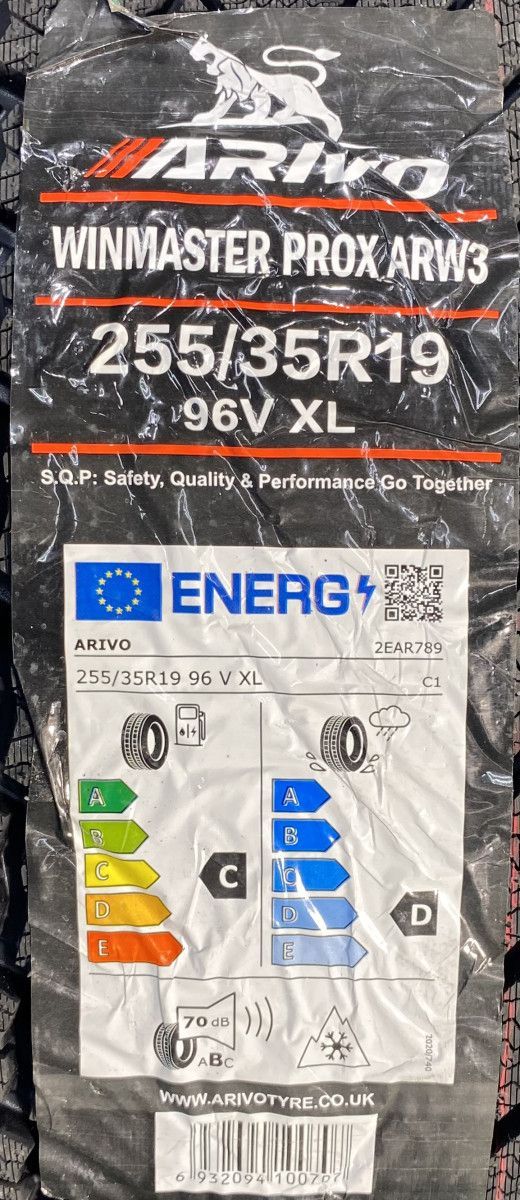 ARIVO
WINMASTER PROX ARW3
255/35R19
96V XL
S.Q.P: Safety, Quality & Performance Go Together
ENERG
ARIVO 2EAR789
255/35R19 96 V XL C1
A A
B B
C C C
D D D
E E
70 dB
ABC
2020/740
WWW.ARIVOTYRE.CO.UK